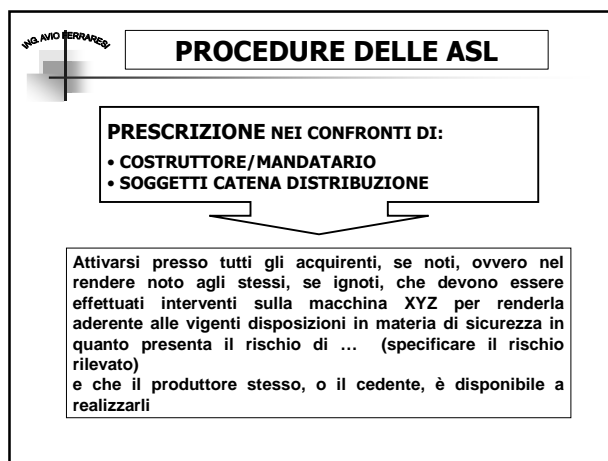 ING. AVIO FERRARESI
PROCEDURE DELLE ASL
PRESCRIZIONE NEI CONFRONTI DI:
• COSTRUTTORE/MANDATARIO
• SOGGETTI CATENA DISTRIBUZIONE
Attivarsi presso tutti gli acquirenti, se noti, ovvero nel
rendere noto agli stessi, se ignoti, che devono essere
effettuati interventi sulla macchina XYZ per renderla
aderente alle vigenti disposizioni in materia di sicurezza in
quanto presenta il rischio di … (specificare il rischio
rilevato)
e che il produttore stesso, o il cedente, è disponibile a
realizzarli